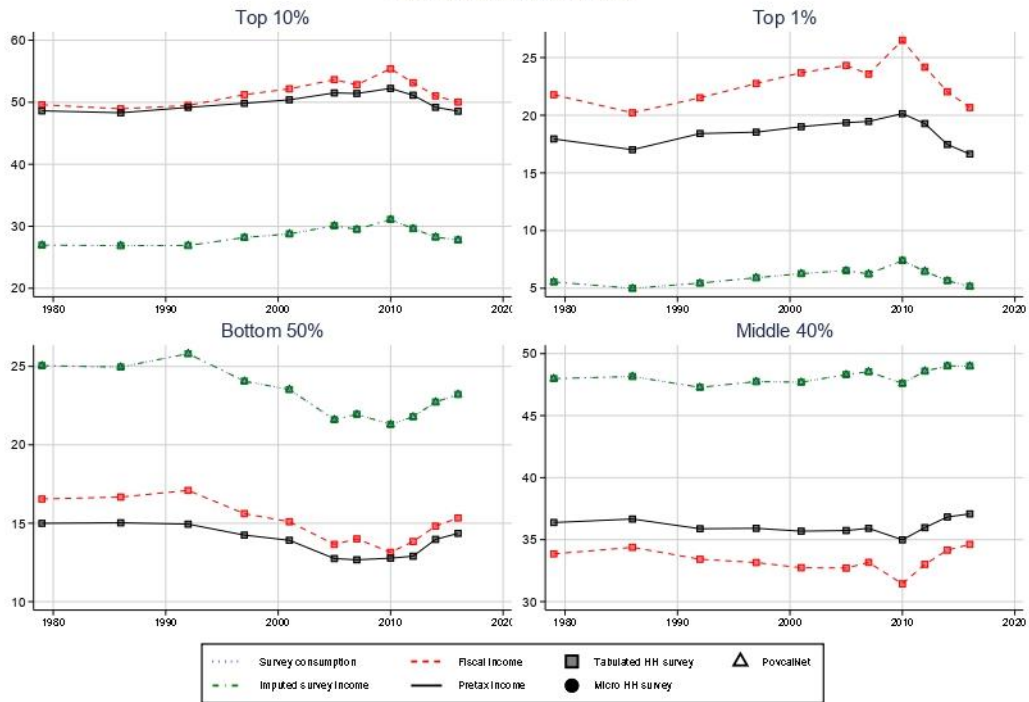 Top 10%
60
50
40
30
20
1980 1990 2000 2010 2020
Top 1%
25
20
15
10
5
1980 1990 2000 2010 2020
Bottom 50%
25
20
15
10
1980 1990 2000 2010 2020
Middle 40%
50
45
40
35
30
1980 1990 2000 2010 2020
Survey consumption Fiscal income Tabulated HH survey PovcalNet
Imputed survey income Pretax income Micro HH survey